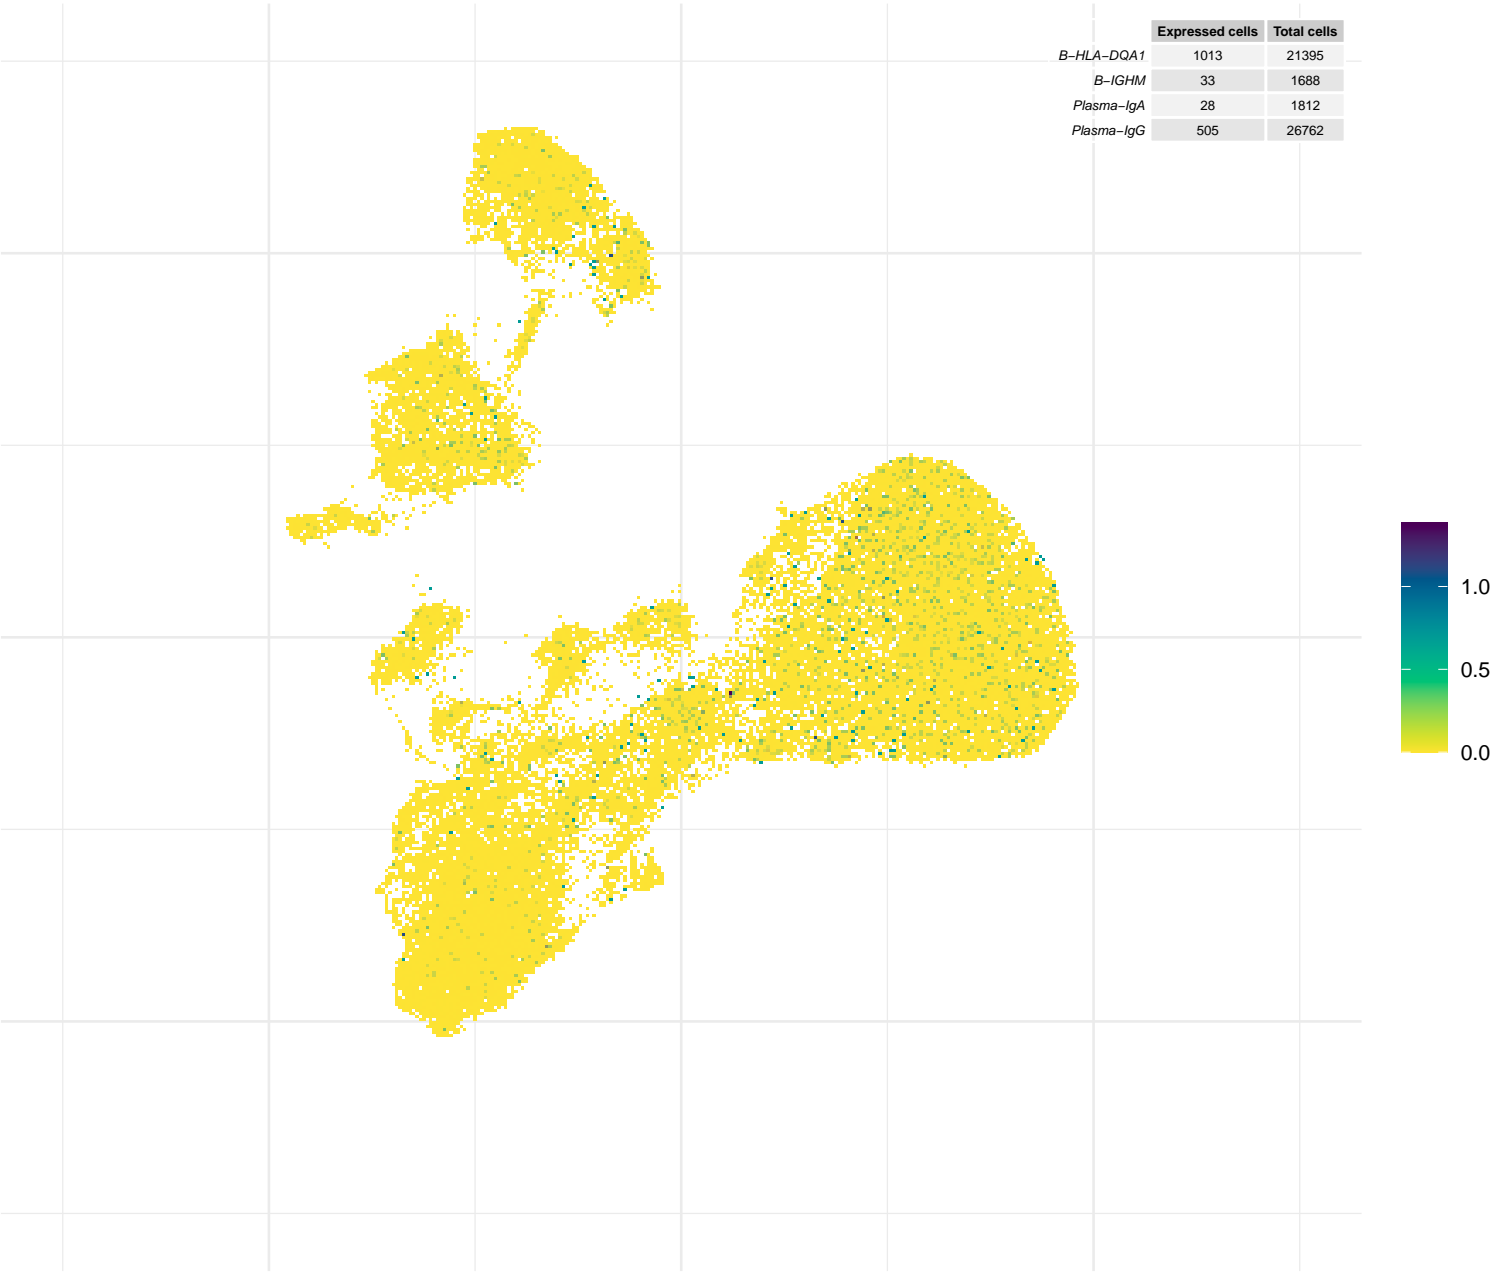 Expressed cells Total cells
B−HLA−DQA1 1013 21395
B−IGHM 33 1688
Plasma−IgA 28 1812
Plasma−IgG 505 26762
1.0
0.5
0.0